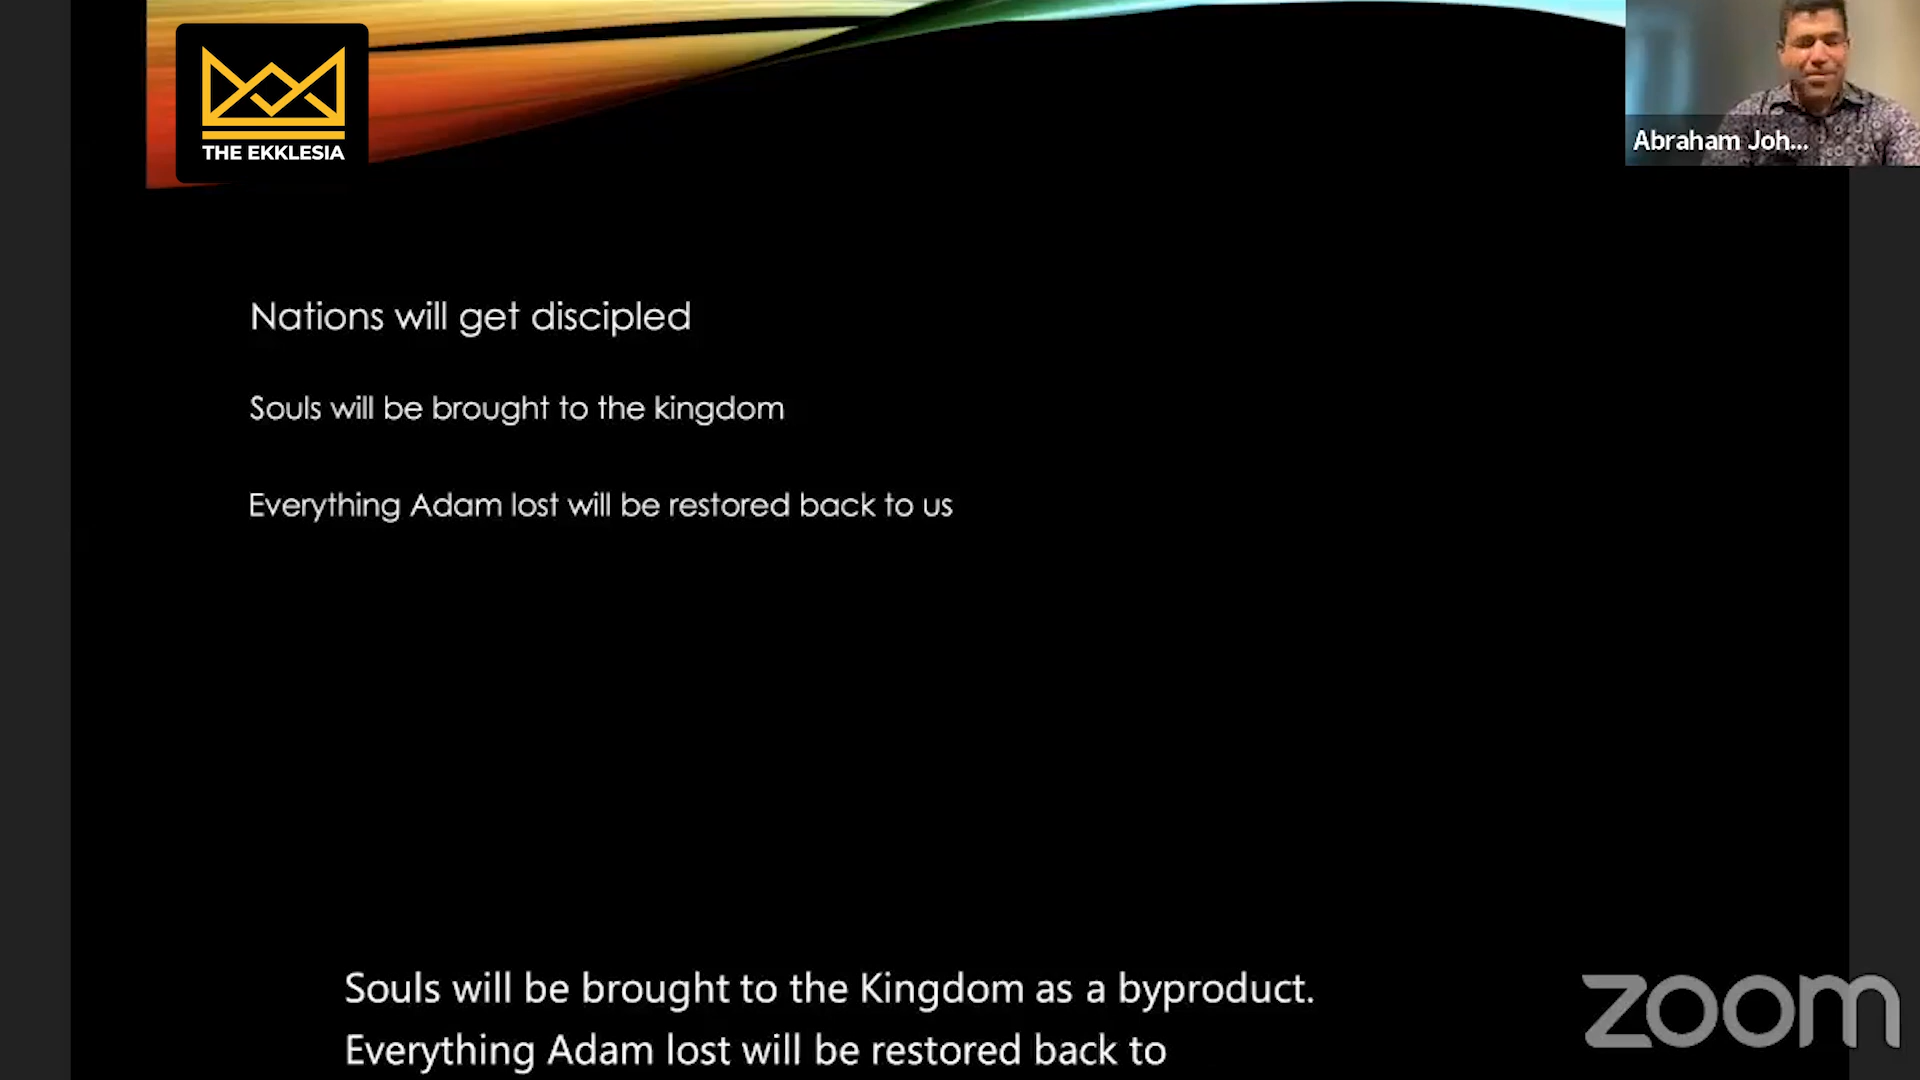 THE EKKLESIA
Abraham Joh...
Nations will get discipled
Souls will be brought to the kingdom
Everything Adam lost will be restored back to us
Souls will be brought to the Kingdom as a byproduct.
Everything Adam lost will be restored back to
zoom